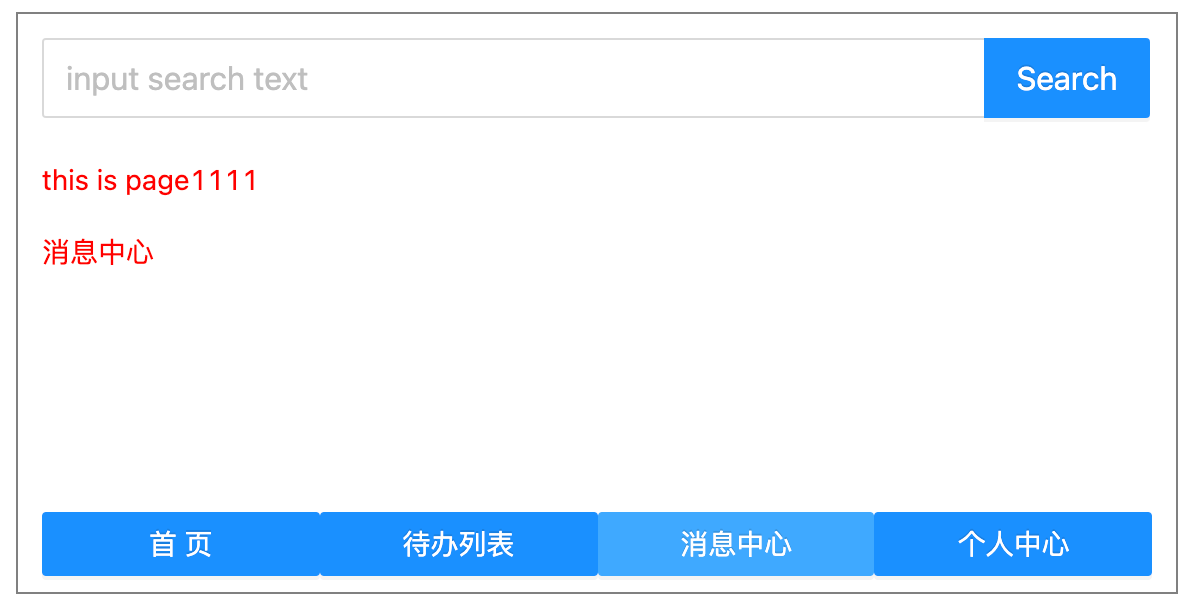 input search text Search
this is page1111
消息中心
首 页 待办列表 消息中心 个人中心